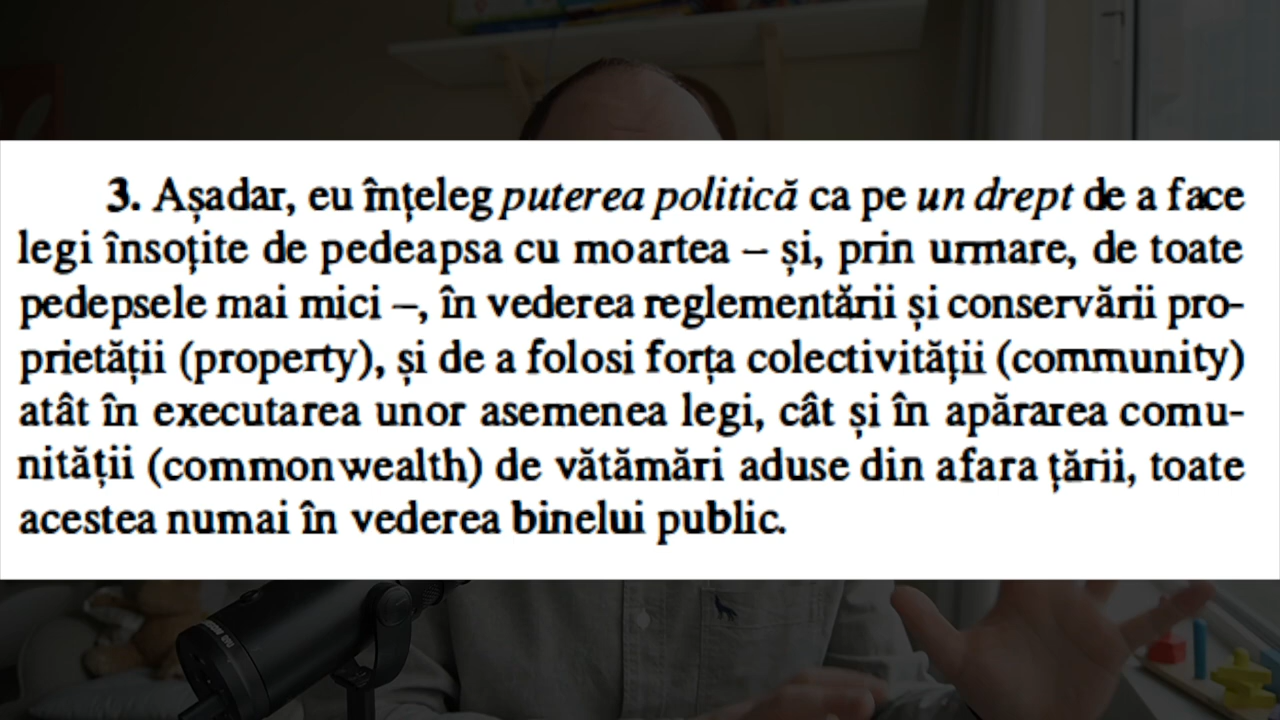 3. Așadar, eu înțeleg puterea politică ca pe un drept de a face
legi însoțite de pedeapsa cu moartea – și, prin urmare, de toate
pedepsele mai mici –, în vederea reglementării și conservării pro-
prietății (property), și de a folosi forța colectivității (community)
atât în executarea unor asemenea legi, cât și în apărarea comu-
nității (commonwealth) de vătămări aduse din afara țării, toate
acestea numai în vederea binelui public.